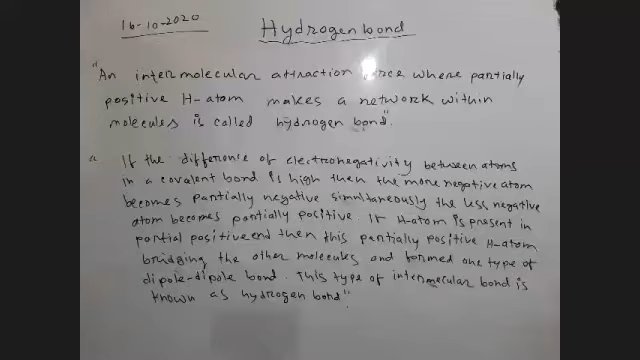 16-10-2020
Hydrogen bond
"An intermolecular attraction force where partially
positive H-atom makes a network within
molecules is called hydrogen bond".
If the difference of electronegativity between atoms
in a covalent bond is high then the more negative atom
becomes partially negative simultaneously the less negative
atom becomes partially positive. If H-atom is present in
partial positive end then this partially positive H-atom
bridging the other molecules and formed one type of
dipole-dipole bond. This type of intermecular bond is
known as hydrogen bond"